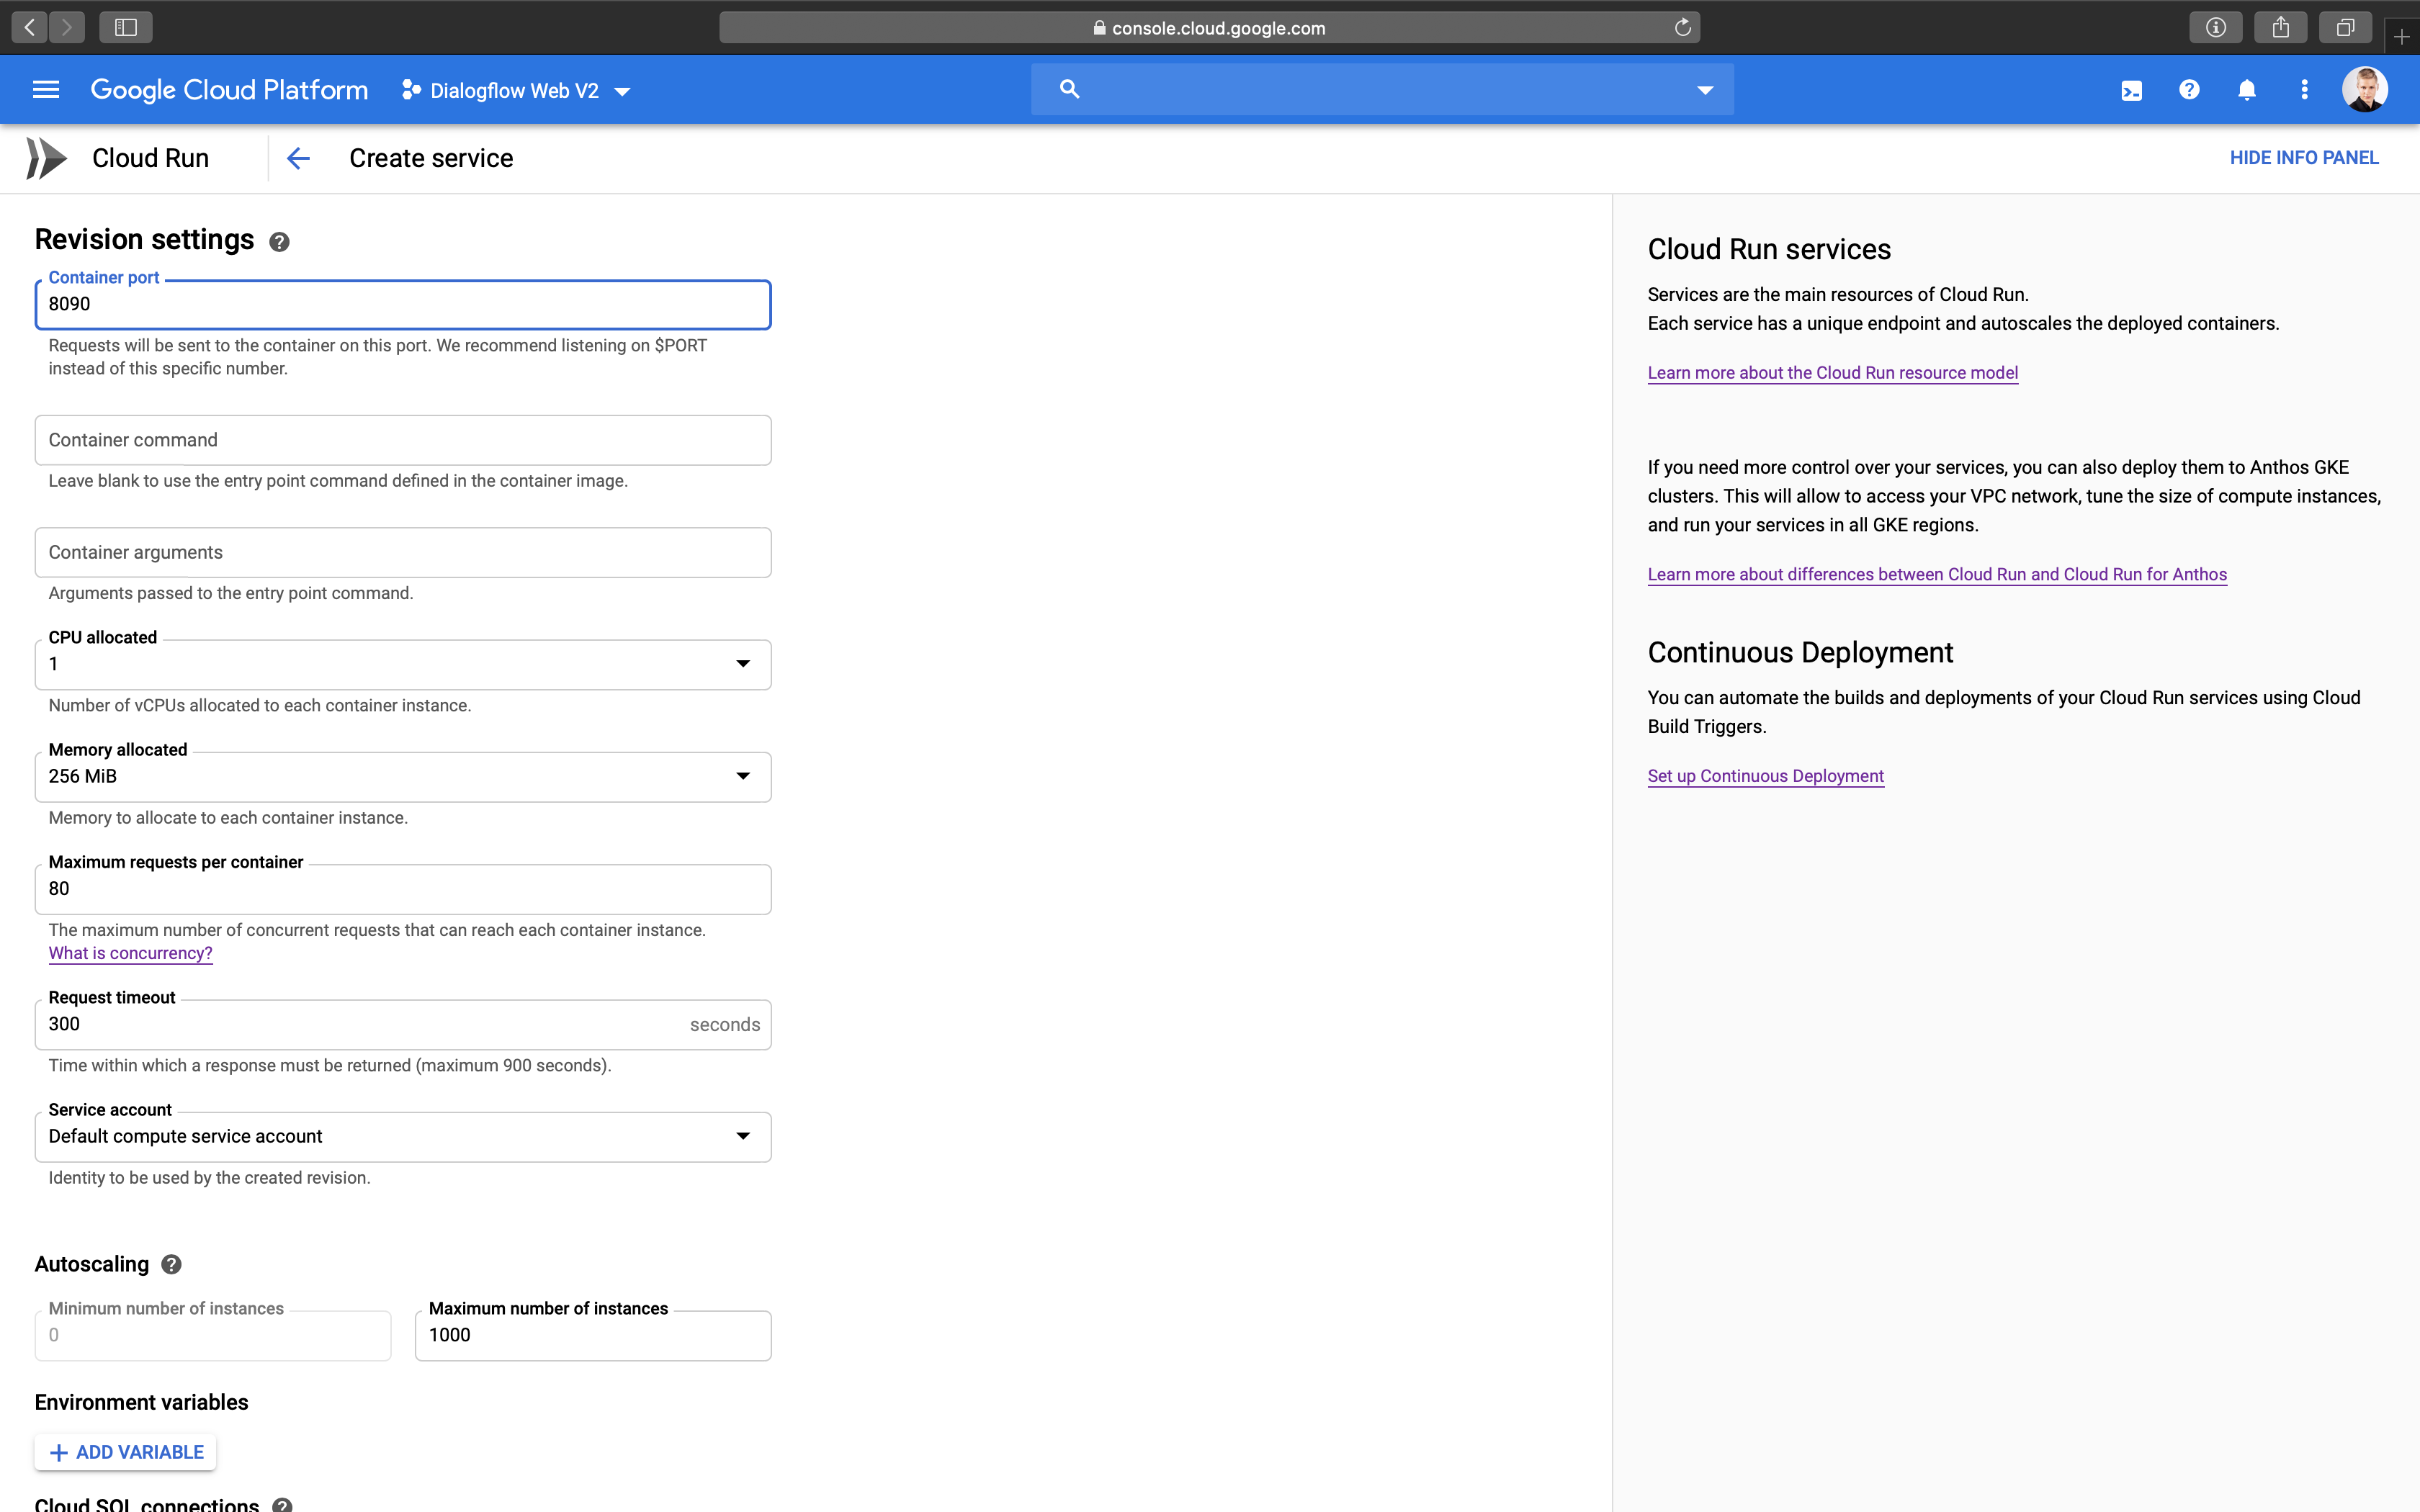 console.cloud.google.com
Google Cloud Platform
Dialogflow Web V2
Cloud Run
Create service
HIDE INFO PANEL
Revision settings
Container port
8090
Requests will be sent to the container on this port. We recommend listening on $PORT
instead of this specific number.
Container command
Leave blank to use the entry point command defined in the container image.
Container arguments
Arguments passed to the entry point command.
CPU allocated
1
Number of vCPUs allocated to each container instance.
Memory allocated
256 MiB
Memory to allocate to each container instance.
Maximum requests per container
80
The maximum number of concurrent requests that can reach each container instance.
What is concurrency?
Request timeout
300
seconds
Time within which a response must be returned (maximum 900 seconds).
Service account
Default compute service account
Identity to be used by the created revision.
Autoscaling
Minimum number of instances
0
Maximum number of instances
1000
Environment variables
ADD VARIABLE
Cloud SQL connections
Cloud Run services
Services are the main resources of Cloud Run.
Each service has a unique endpoint and autoscales the deployed containers.
Learn more about the Cloud Run resource model
If you need more control over your services, you can also deploy them to Anthos GKE
clusters. This will allow to access your VPC network, tune the size of compute instances,
and run your services in all GKE regions.
Learn more about differences between Cloud Run and Cloud Run for Anthos
Continuous Deployment
You can automate the builds and deployments of your Cloud Run services using Cloud
Build Triggers.
Set up Continuous Deployment